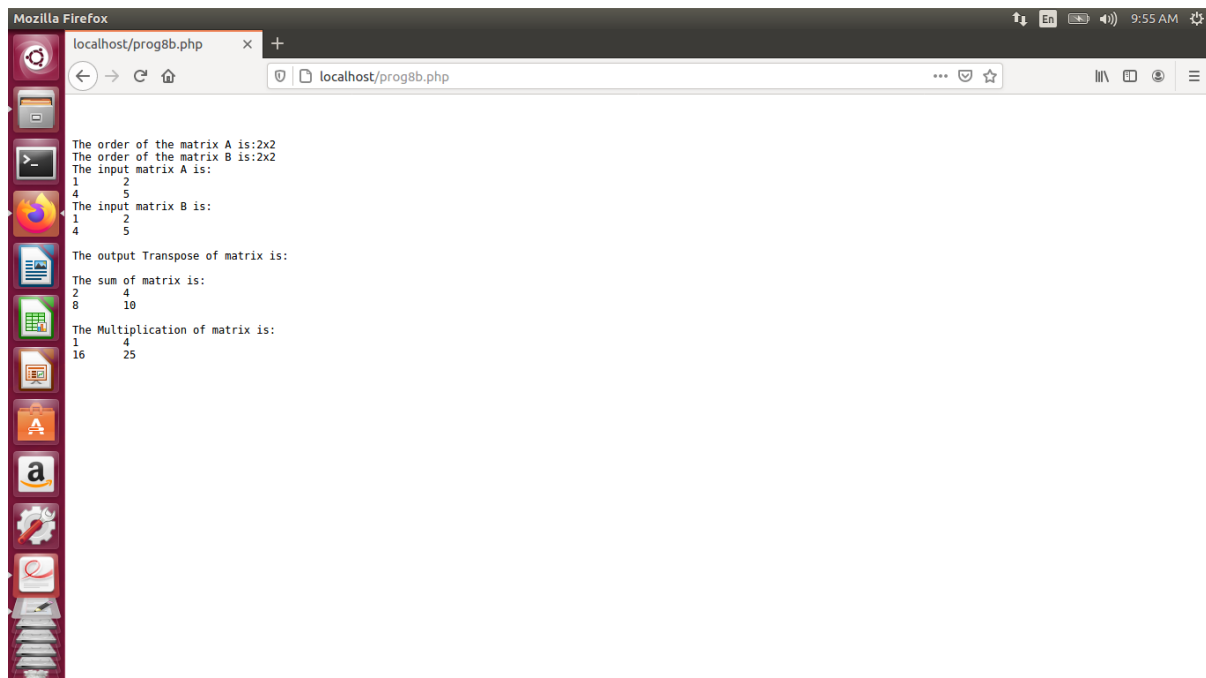 Mozilla Firefox
En
9:55 AM
localhost/prog8b.php
localhost/prog8b.php
The order of the matrix A is:2x2
The order of the matrix B is:2x2
The input matrix A is:
1 2
4 5
The input matrix B is:
1 2
4 5
The output Transpose of matrix is:
The sum of matrix is:
2 4
8 10
The Multiplication of matrix is:
1 4
16 25